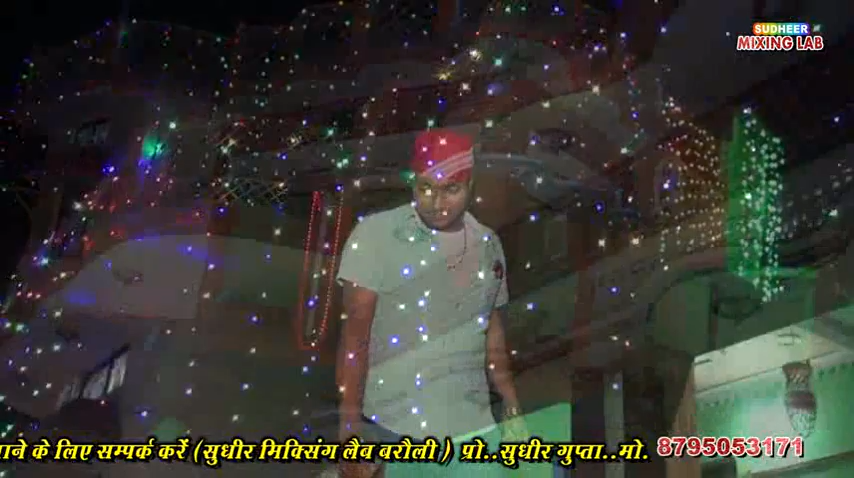 SUDHEER
MIXING LAB
के लिए सम्पर्क करें (सुधीर मिक्सिंग लैब बरौली ) प्रो..सुधीर गुप्ता..मो. 8795053171